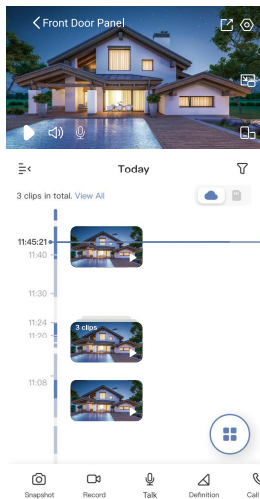 Front Door Panel
Today
3 clips in total. View All
11:45:21
11:40
11:30
11:24
3 clips
11:20
11:08
Snapshot
Record
Talk
Definition
Call